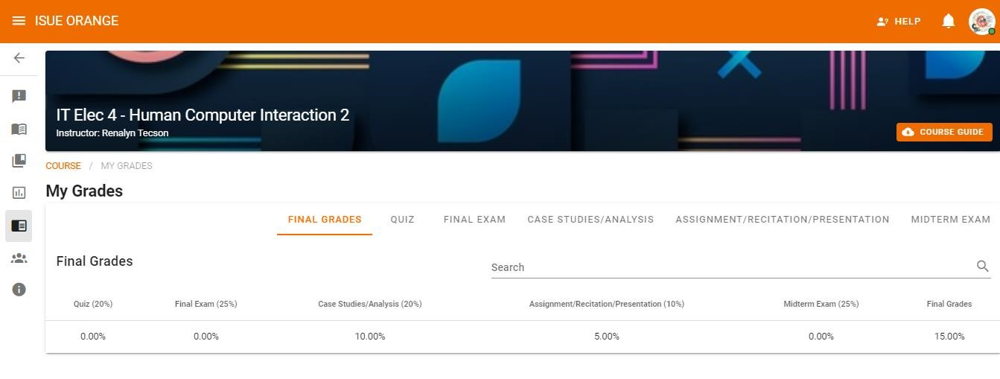 ISUE ORANGE
HELP
IT Elec 4 - Human Computer Interaction 2
Instructor: Renalyn Tecson
COURSE GUIDE
COURSE / MY GRADES
My Grades
FINAL GRADES QUIZ FINAL EXAM CASE STUDIES/ANALYSIS ASSIGNMENT/RECITATION/PRESENTATION MIDTERM EXAM
Final Grades
Search
Quiz (20%) Final Exam (25%) Case Studies/Analysis (20%) Assignment/Recitation/Presentation (10%) Midterm Exam (25%) Final Grades
0.00% 0.00% 10.00% 5.00% 0.00% 15.00%